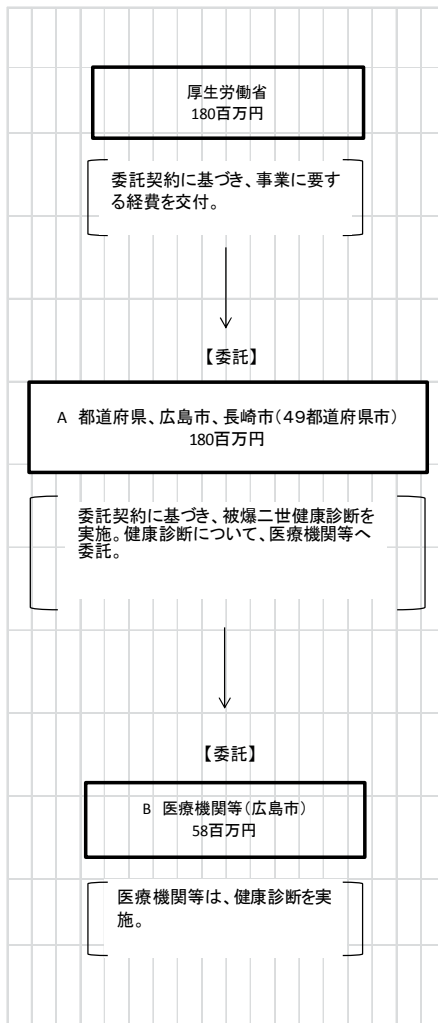 厚生労働省
180百万円
委託契約に基づき、事業に要す
る経費を交付。
【委託】
A 都道府県、広島市、長崎市（４９都道府県市）
180百万円
委託契約に基づき、被爆二世健康診断を
実施。健康診断について、医療機関等へ
委託。
【委託】
B 医療機関等（広島市）
58百万円
医療機関等は、健康診断を実
施。